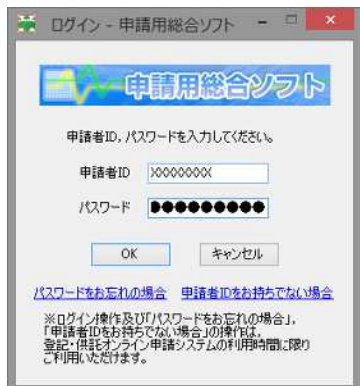 ログイン - 申請用総合ソフト
申請用総合ソフト
申請者ID, パスワードを入力してください。
申請者ID XXXXXXXX
パスワード ●●●●●●●●●
OK キャンセル
パスワードをお忘れの場合 申請者IDをお持ちでない場合
※ログイン操作及び「パスワードをお忘れの場合」,
「申請者IDをお持ちでない場合」の操作は,
登記・供託オンライン申請システムの利用時間に限り
ご利用いただけます。